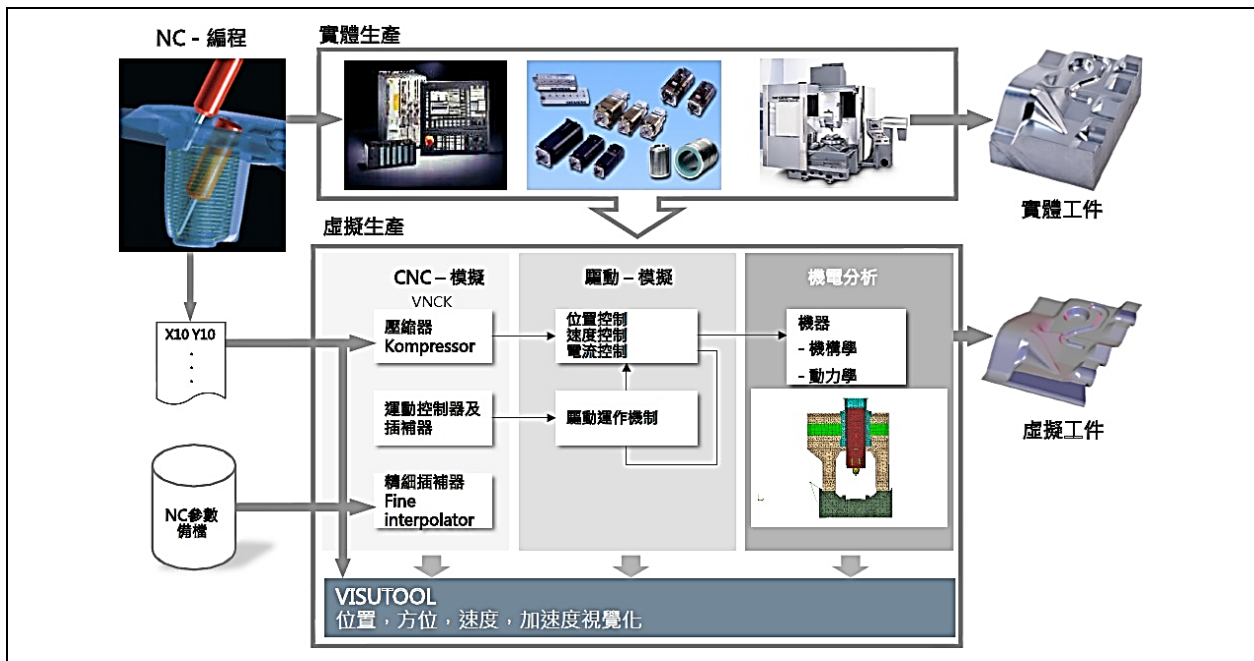 NC - 編程
實體生產
實體工件
虛擬生產
CNC – 模擬
VNCK
壓縮器
Kompressor
運動控制器及
插補器
精細插補器
Fine
interpolator
驅動 – 模擬
位置控制
速度控制
電流控制
驅動運作機制
機電分析
機器
- 機構學
- 動力學
X10 Y10
NC參數
備檔
虛擬工件
VISUTOOL
位置，方位，速度，加速度視覺化